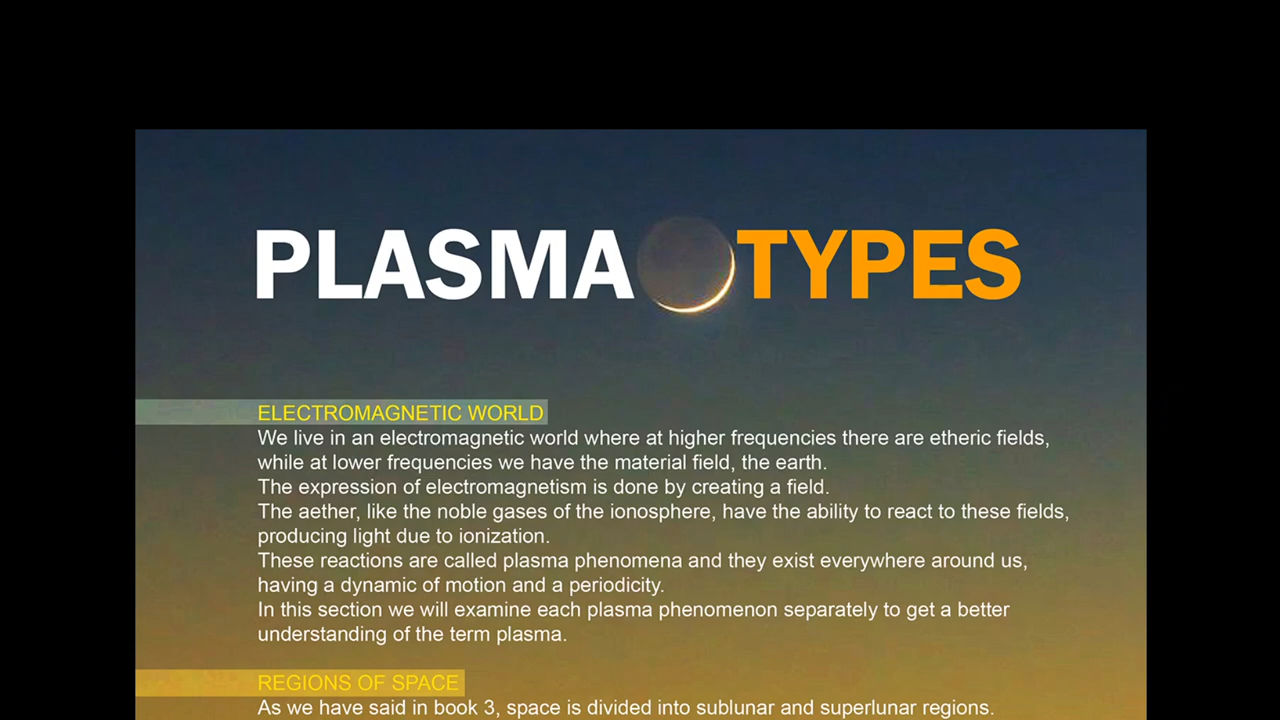 PLASMA TYPES
ELECTROMAGNETIC WORLD
We live in an electromagnetic world where at higher frequencies there are etheric fields,
while at lower frequencies we have the material field, the earth.
The expression of electromagnetism is done by creating a field.
The aether, like the noble gases of the ionosphere, have the ability to react to these fields,
producing light due to ionization.
These reactions are called plasma phenomena and they exist everywhere around us,
having a dynamic of motion and a periodicity.
In this section we will examine each plasma phenomenon separately to get a better
understanding of the term plasma.
REGIONS OF SPACE
As we have said in book 3, space is divided into sublunar and superlunar regions.